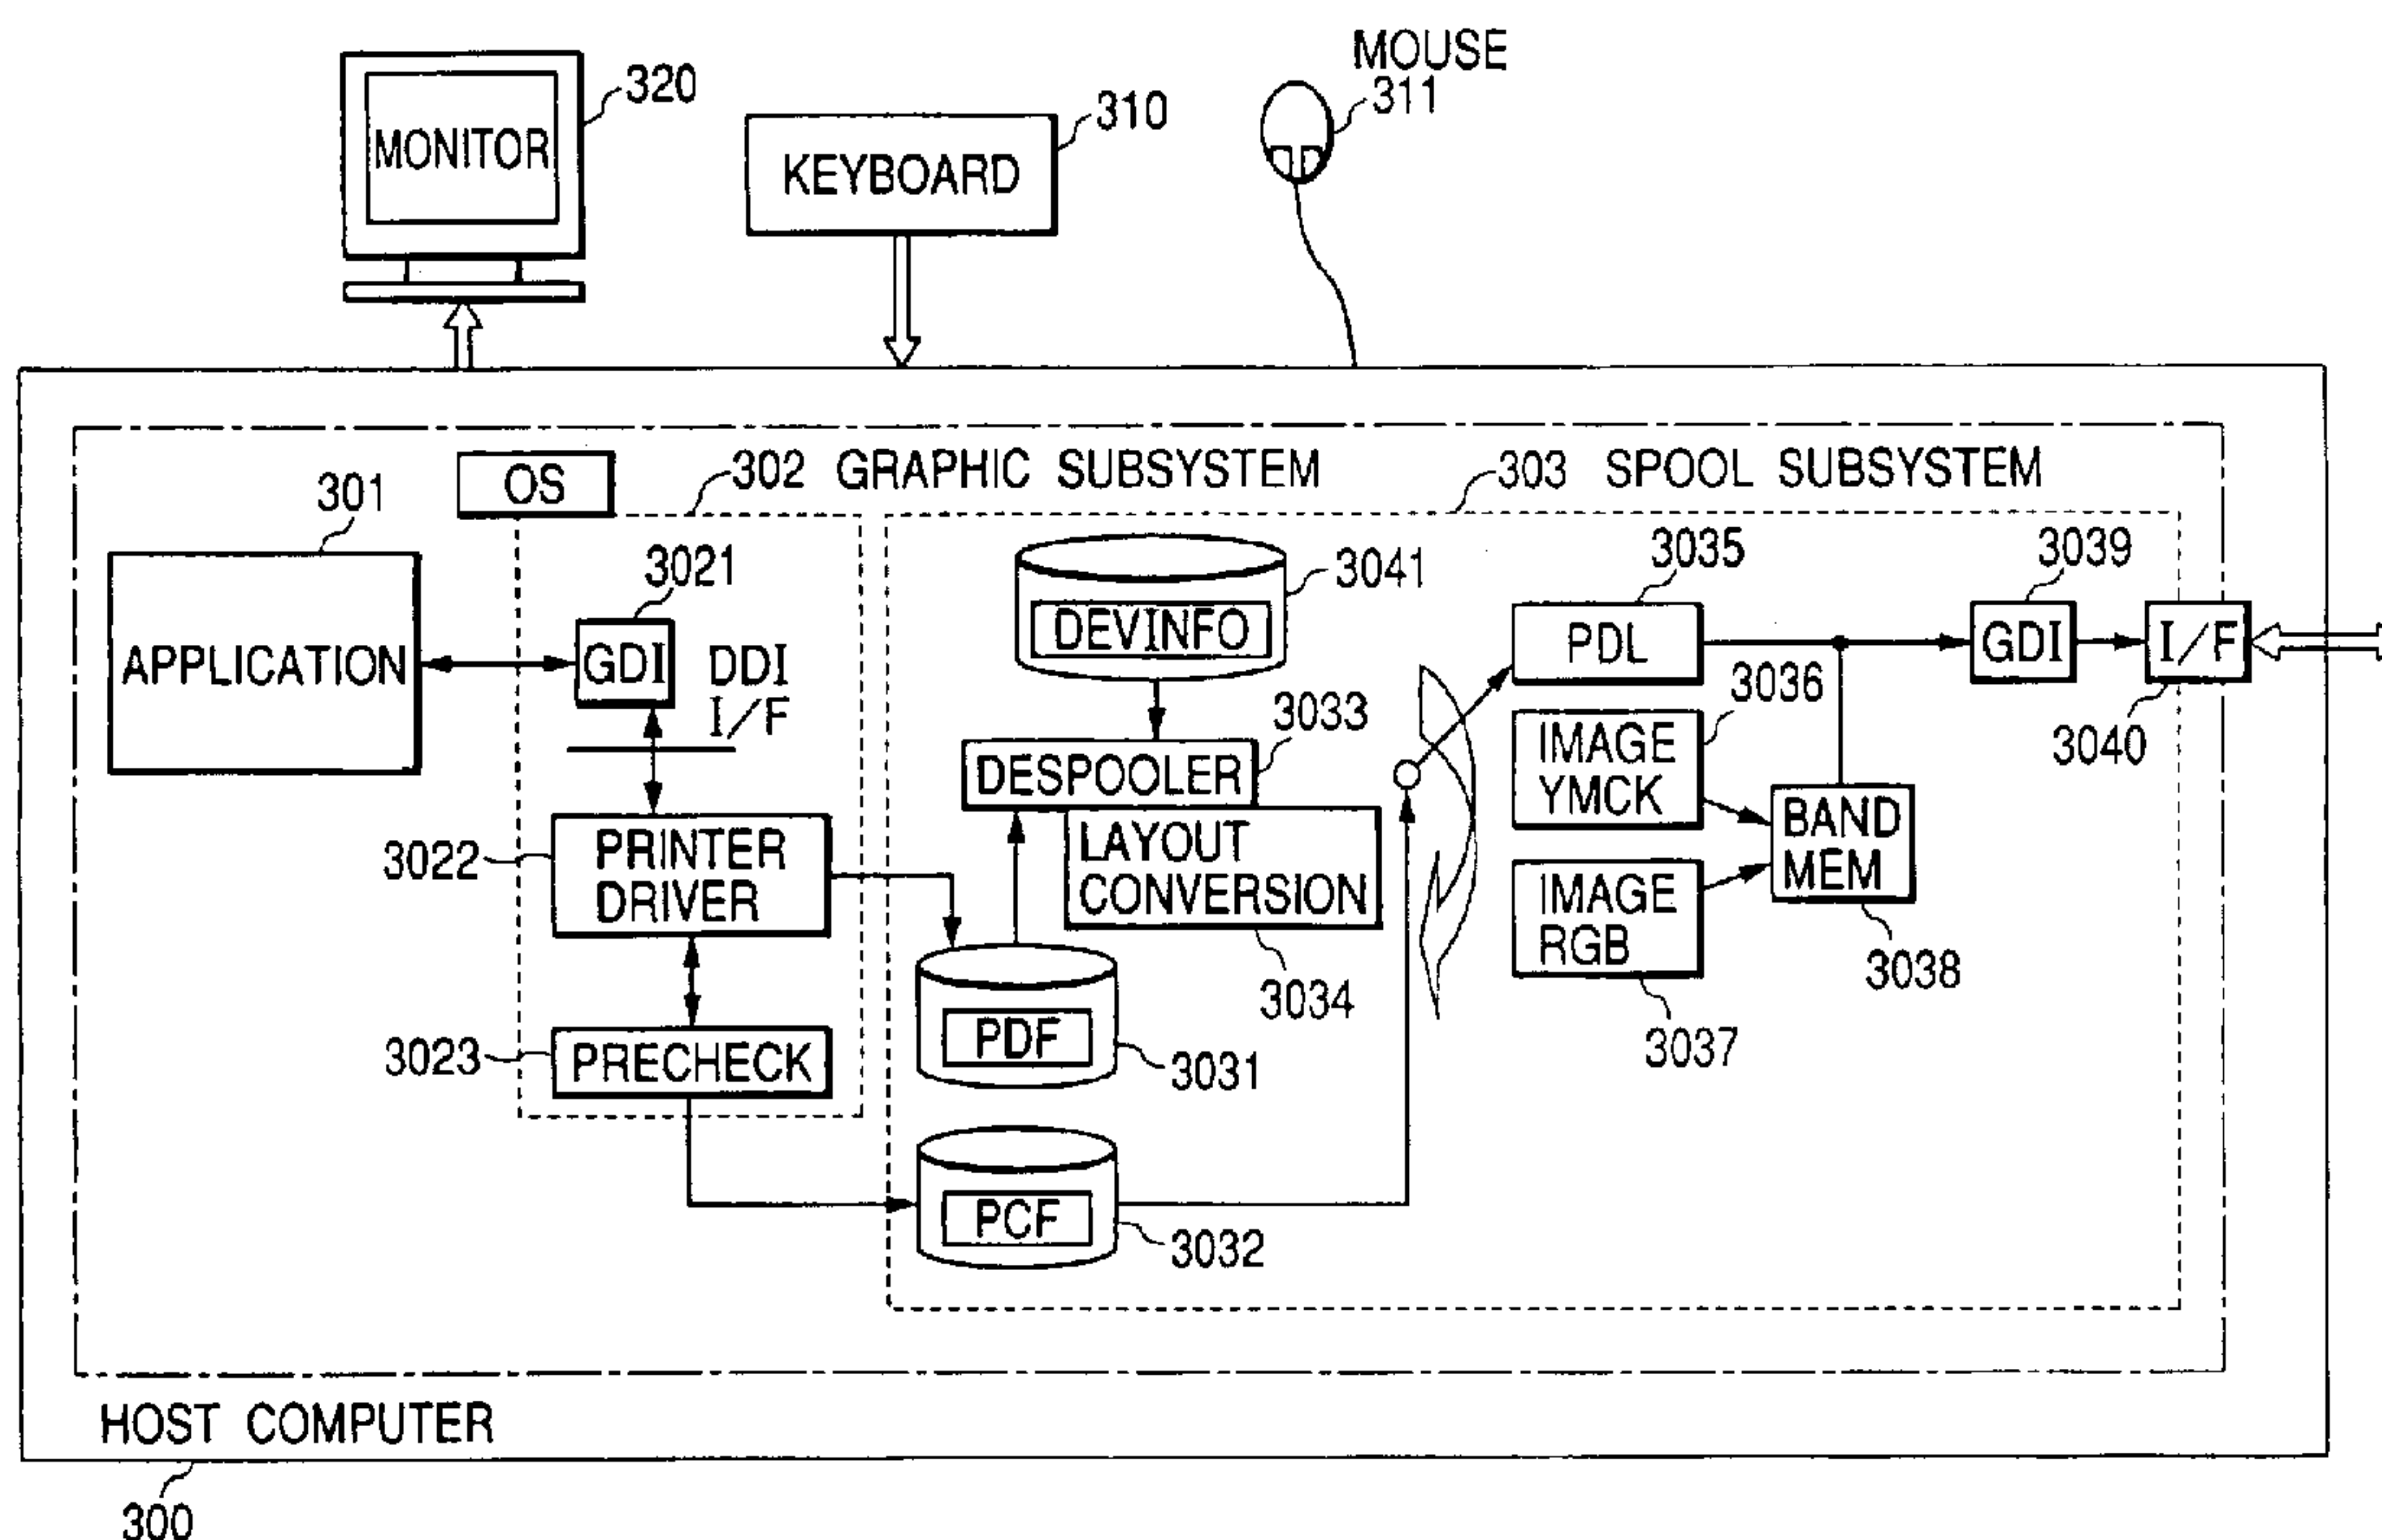 MOUSE
320
310
311
MONITOR
KEYBOARD
OS
302 GRAPHIC SUBSYSTEM
303 SPOOL SUBSYSTEM
301
3021
3041
3035
3039
APPLICATION
GDI
DDI
I/F
DEVINFO
PDL
GDI
I/F
3036
3040
3033
DESPOOLER
IMAGE
YMCK
3022
PRINTER
DRIVER
LAYOUT
CONVERSION
BAND
MEM
IMAGE
RGB
3038
3034
3037
3023
PRECHECK
PDF
3031
PCF
3032
HOST COMPUTER
300